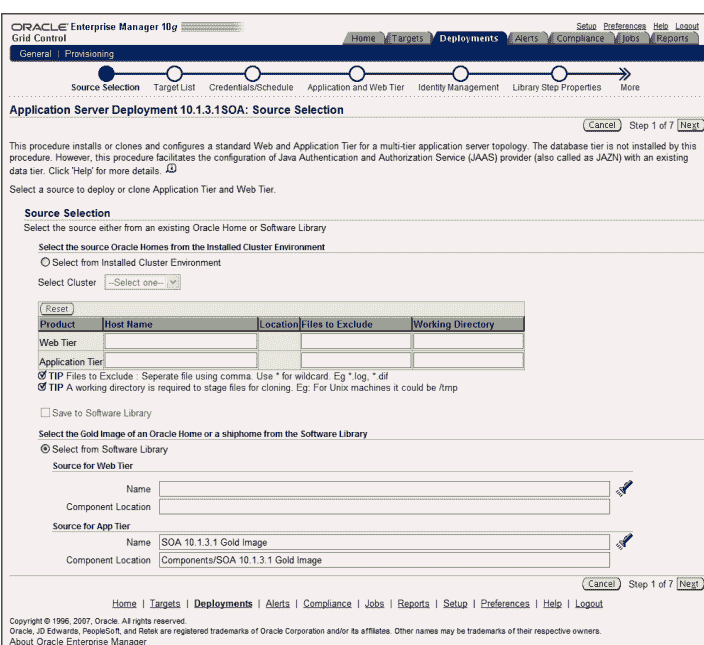 ORACLE Enterprise Manager 10g
Setup Preferences Help Logout
Grid Control
Home Targets Deployments Alerts Compliance Jobs Reports
General | Provisioning
Source Selection Target List Credentials/Schedule Application and Web Tier Identity Management Library Step Properties More
Application Server Deployment 10.1.3.1SOA: Source Selection
Cancel Step 1 of 7 Next
This procedure installs or clones and configures a standard Web and Application Tier for a multi-tier application server topology. The database tier is not installed by this
procedure. However, this procedure facilitates the configuration of Java Authentication and Authorization Service (JAAS) provider (also called as JAZN) with an existing
data tier. Click 'Help' for more details.
Select a source to deploy or clone Application Tier and Web Tier.
Source Selection
Select the source either from an existing Oracle Home or Software Library
Select the source Oracle Homes from the Installed Cluster Environment
Select from Installed Cluster Environment
Select Cluster --Select one--
Reset
Product Host Name Location Files to Exclude Working Directory
Web Tier
Application Tier
TIP Files to Exclude : Seperate file using comma. Use * for wildcard. Eg *.log, *.dif
TIP A working directory is required to stage files for cloning. Eg: For Unix machines it could be /tmp
Save to Software Library
Select the Gold Image of an Oracle Home or a shiphome from the Software Library
Select from Software Library
Source for Web Tier
Name
Component Location
Source for App Tier
Name SOA 10.1.3.1 Gold Image
Component Location Components/SOA 10.1.3.1 Gold Image
Cancel Step 1 of 7 Next
Home | Targets | Deployments | Alerts | Compliance | Jobs | Reports | Setup | Preferences | Help | Logout
Copyright © 1996, 2007, Oracle. All rights reserved.
Oracle, JD Edwards, PeopleSoft, and Retek are registered trademarks of Oracle Corporation and/or its affiliates. Other names may be trademarks of their respective owners.
About Oracle Enterprise Manager